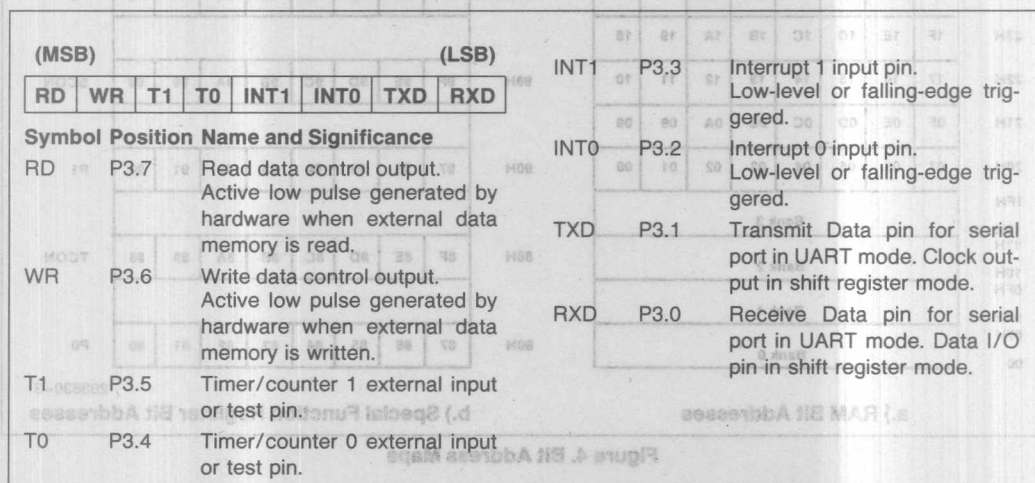 (MSB) (LSB)
RD WR T1 T0 INT1 INT0 TXD RXD
Symbol Position Name and Significance
RD P3.7 Read data control output.
Active low pulse generated by
hardware when external data
memory is read.
WR P3.6 Write data control output.
Active low pulse generated by
hardware when external data
memory is written.
T1 P3.5 Timer/counter 1 external input
or test pin.
T0 P3.4 Timer/counter 0 external input
or test pin.
INT1 P3.3 Interrupt 1 input pin.
Low-level or falling-edge trig-
gered.
INT0 P3.2 Interrupt 0 input pin.
Low-level or falling-edge trig-
gered.
TXD P3.1 Transmit Data pin for serial
port in UART mode. Clock out-
put in shift register mode.
RXD P3.0 Receive Data pin for serial
port in UART mode. Data I/O
pin in shift register mode.
a.) RAM Bit Addresses
b.) Special Function Register Bit Addresses
Figure 4. Bit Address Maps